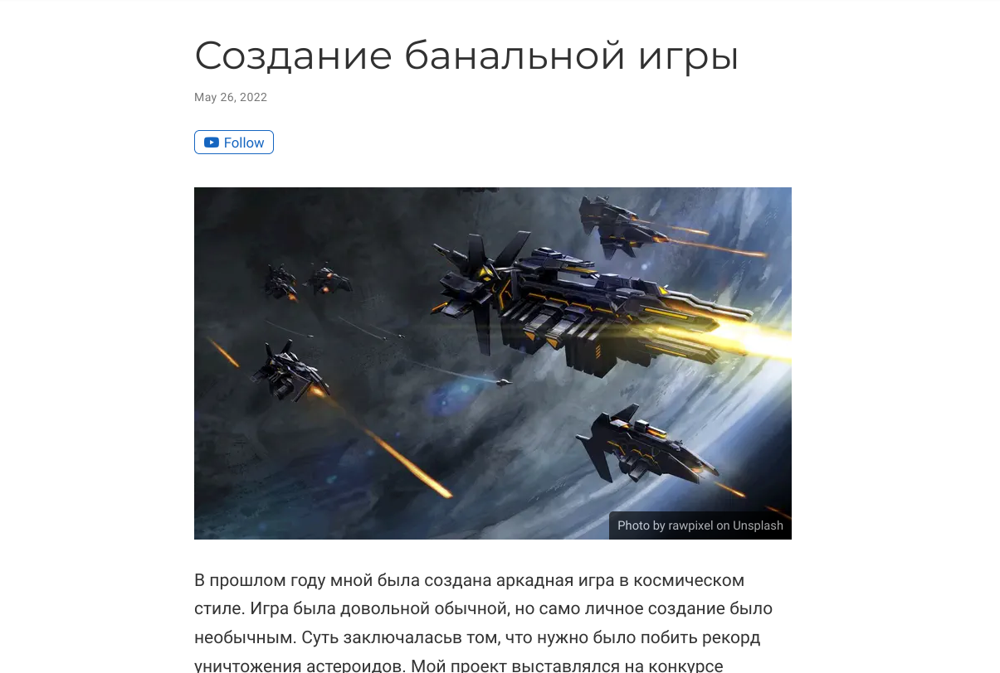 Создание банальной игры
May 26, 2022
Follow
Photo by rawpixel on Unsplash
В прошлом году мной была создана аркадная игра в космическом
стиле. Игра была довольной обычной, но само личное создание было
необычным. Суть заключаласьв том, что нужно было побить рекорд
уничтожения астероидов. Мой проект выставлялся на конкурсе